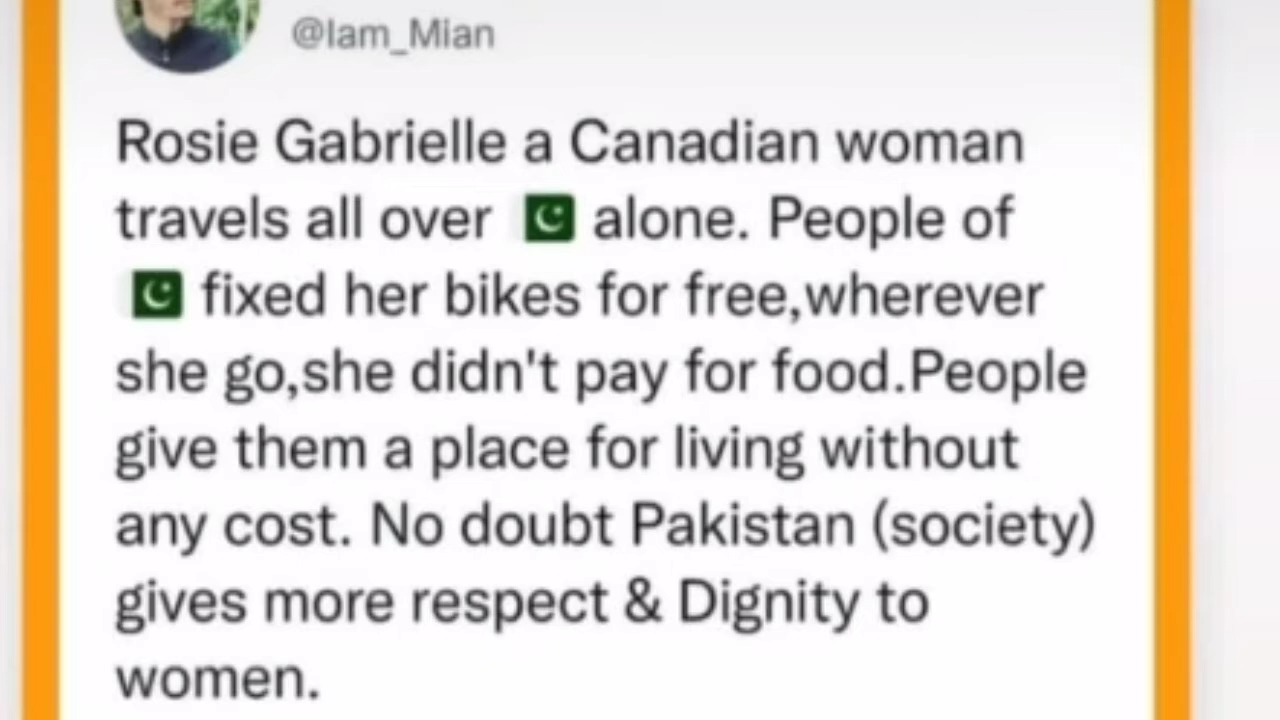 @Iam_Mian
Rosie Gabrielle a Canadian woman
travels all over 🇵🇰 alone. People of
🇵🇰 fixed her bikes for free,wherever
she go,she didn't pay for food.People
give them a place for living without
any cost. No doubt Pakistan (society)
gives more respect & Dignity to
women.